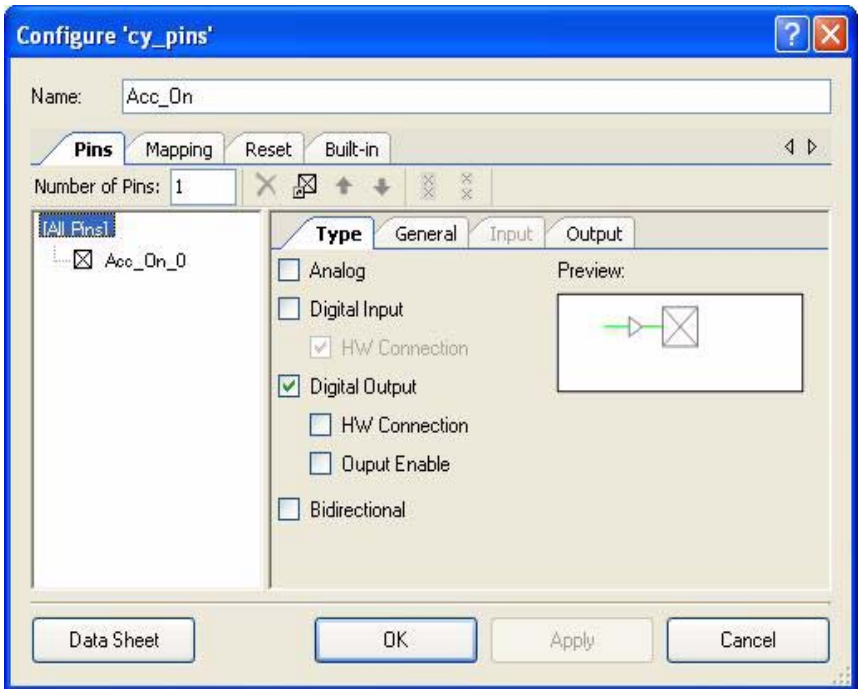 Configure 'cy_pins'
Name: Acc_On
Pins Mapping Reset Built-in
Number of Pins: 1
[All Pins]
Acc_On_0
Type General Input Output
Analog
Preview:
Digital Input
HW Connection
Digital Output
HW Connection
Ouput Enable
Bidirectional
Data Sheet OK Apply Cancel